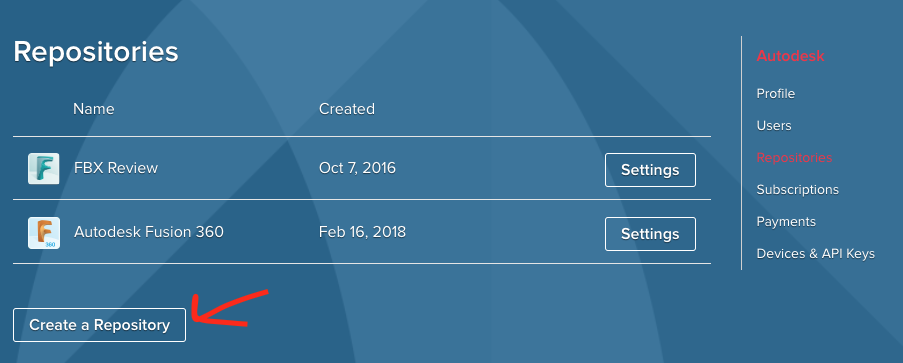 Repositories
Name Created
FBX Review Oct 7, 2016 Settings
F 360 Autodesk Fusion 360 Feb 16, 2018 Settings
Create a Repository
Autodesk
Profile
Users
Repositories
Subscriptions
Payments
Devices & API Keys